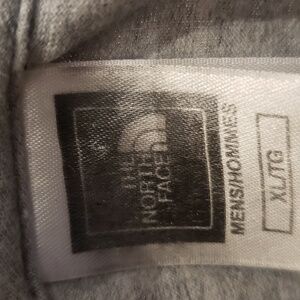 THE
NORTH
FACE
MENS/HOMMES
XL/TG